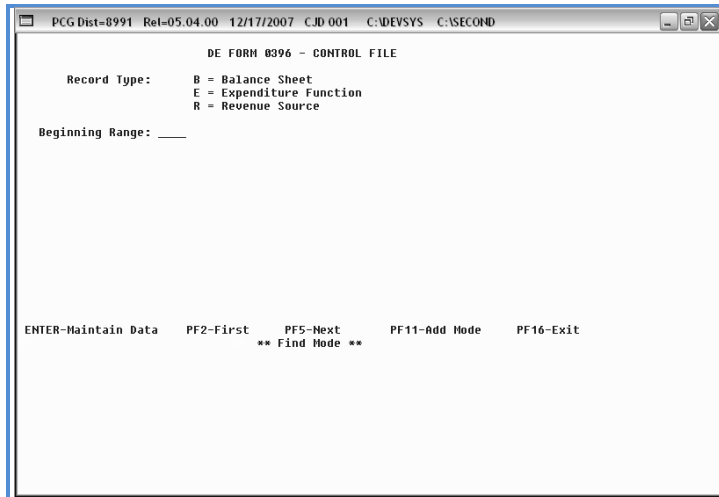 PCG Dist=8991 Rel=05.04.00 12/17/2007 CJD 001 C:\DEVSYS C:\SECOND
DE FORM 0396 - CONTROL FILE
Record Type: B = Balance Sheet
E = Expenditure Function
R = Revenue Source
Beginning Range: ____
ENTER-Maintain Data PF2-First PF5-Next PF11-Add Mode PF16-Exit
** Find Mode **